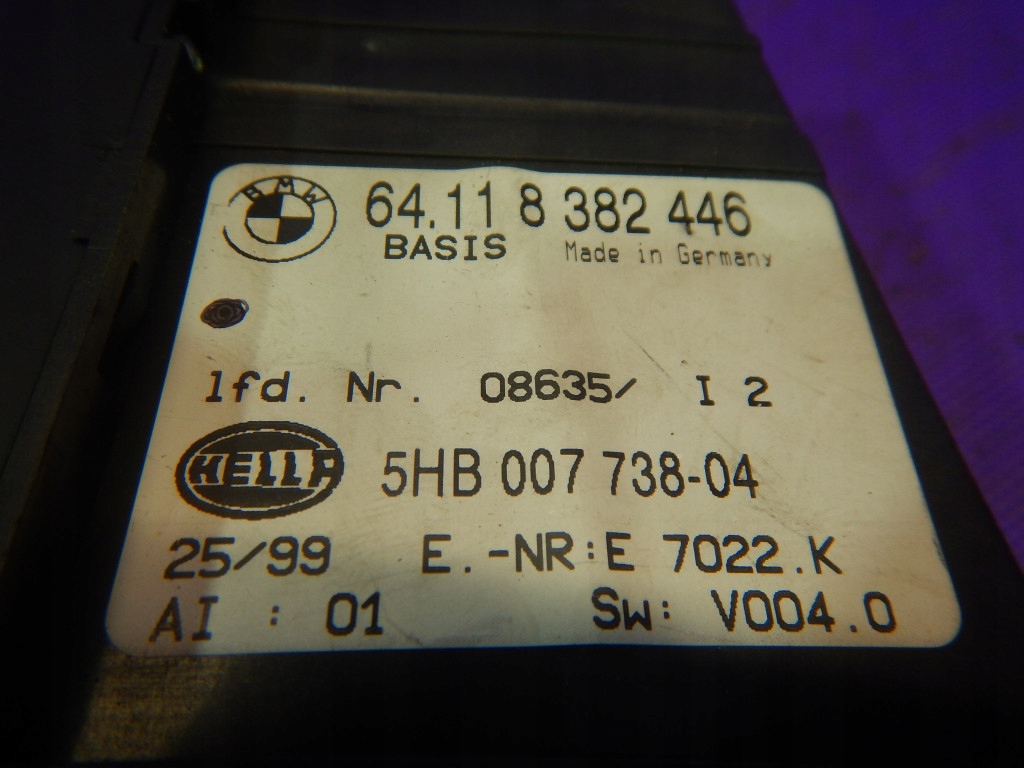 BMW 64.11 8 382 446
BASIS Made in Germany
lfd. Nr. 08635/ I 2
HELLA 5HB 007 738-04
25/99 E.-NR:E 7022.K
AI : 01 SW: V004.0